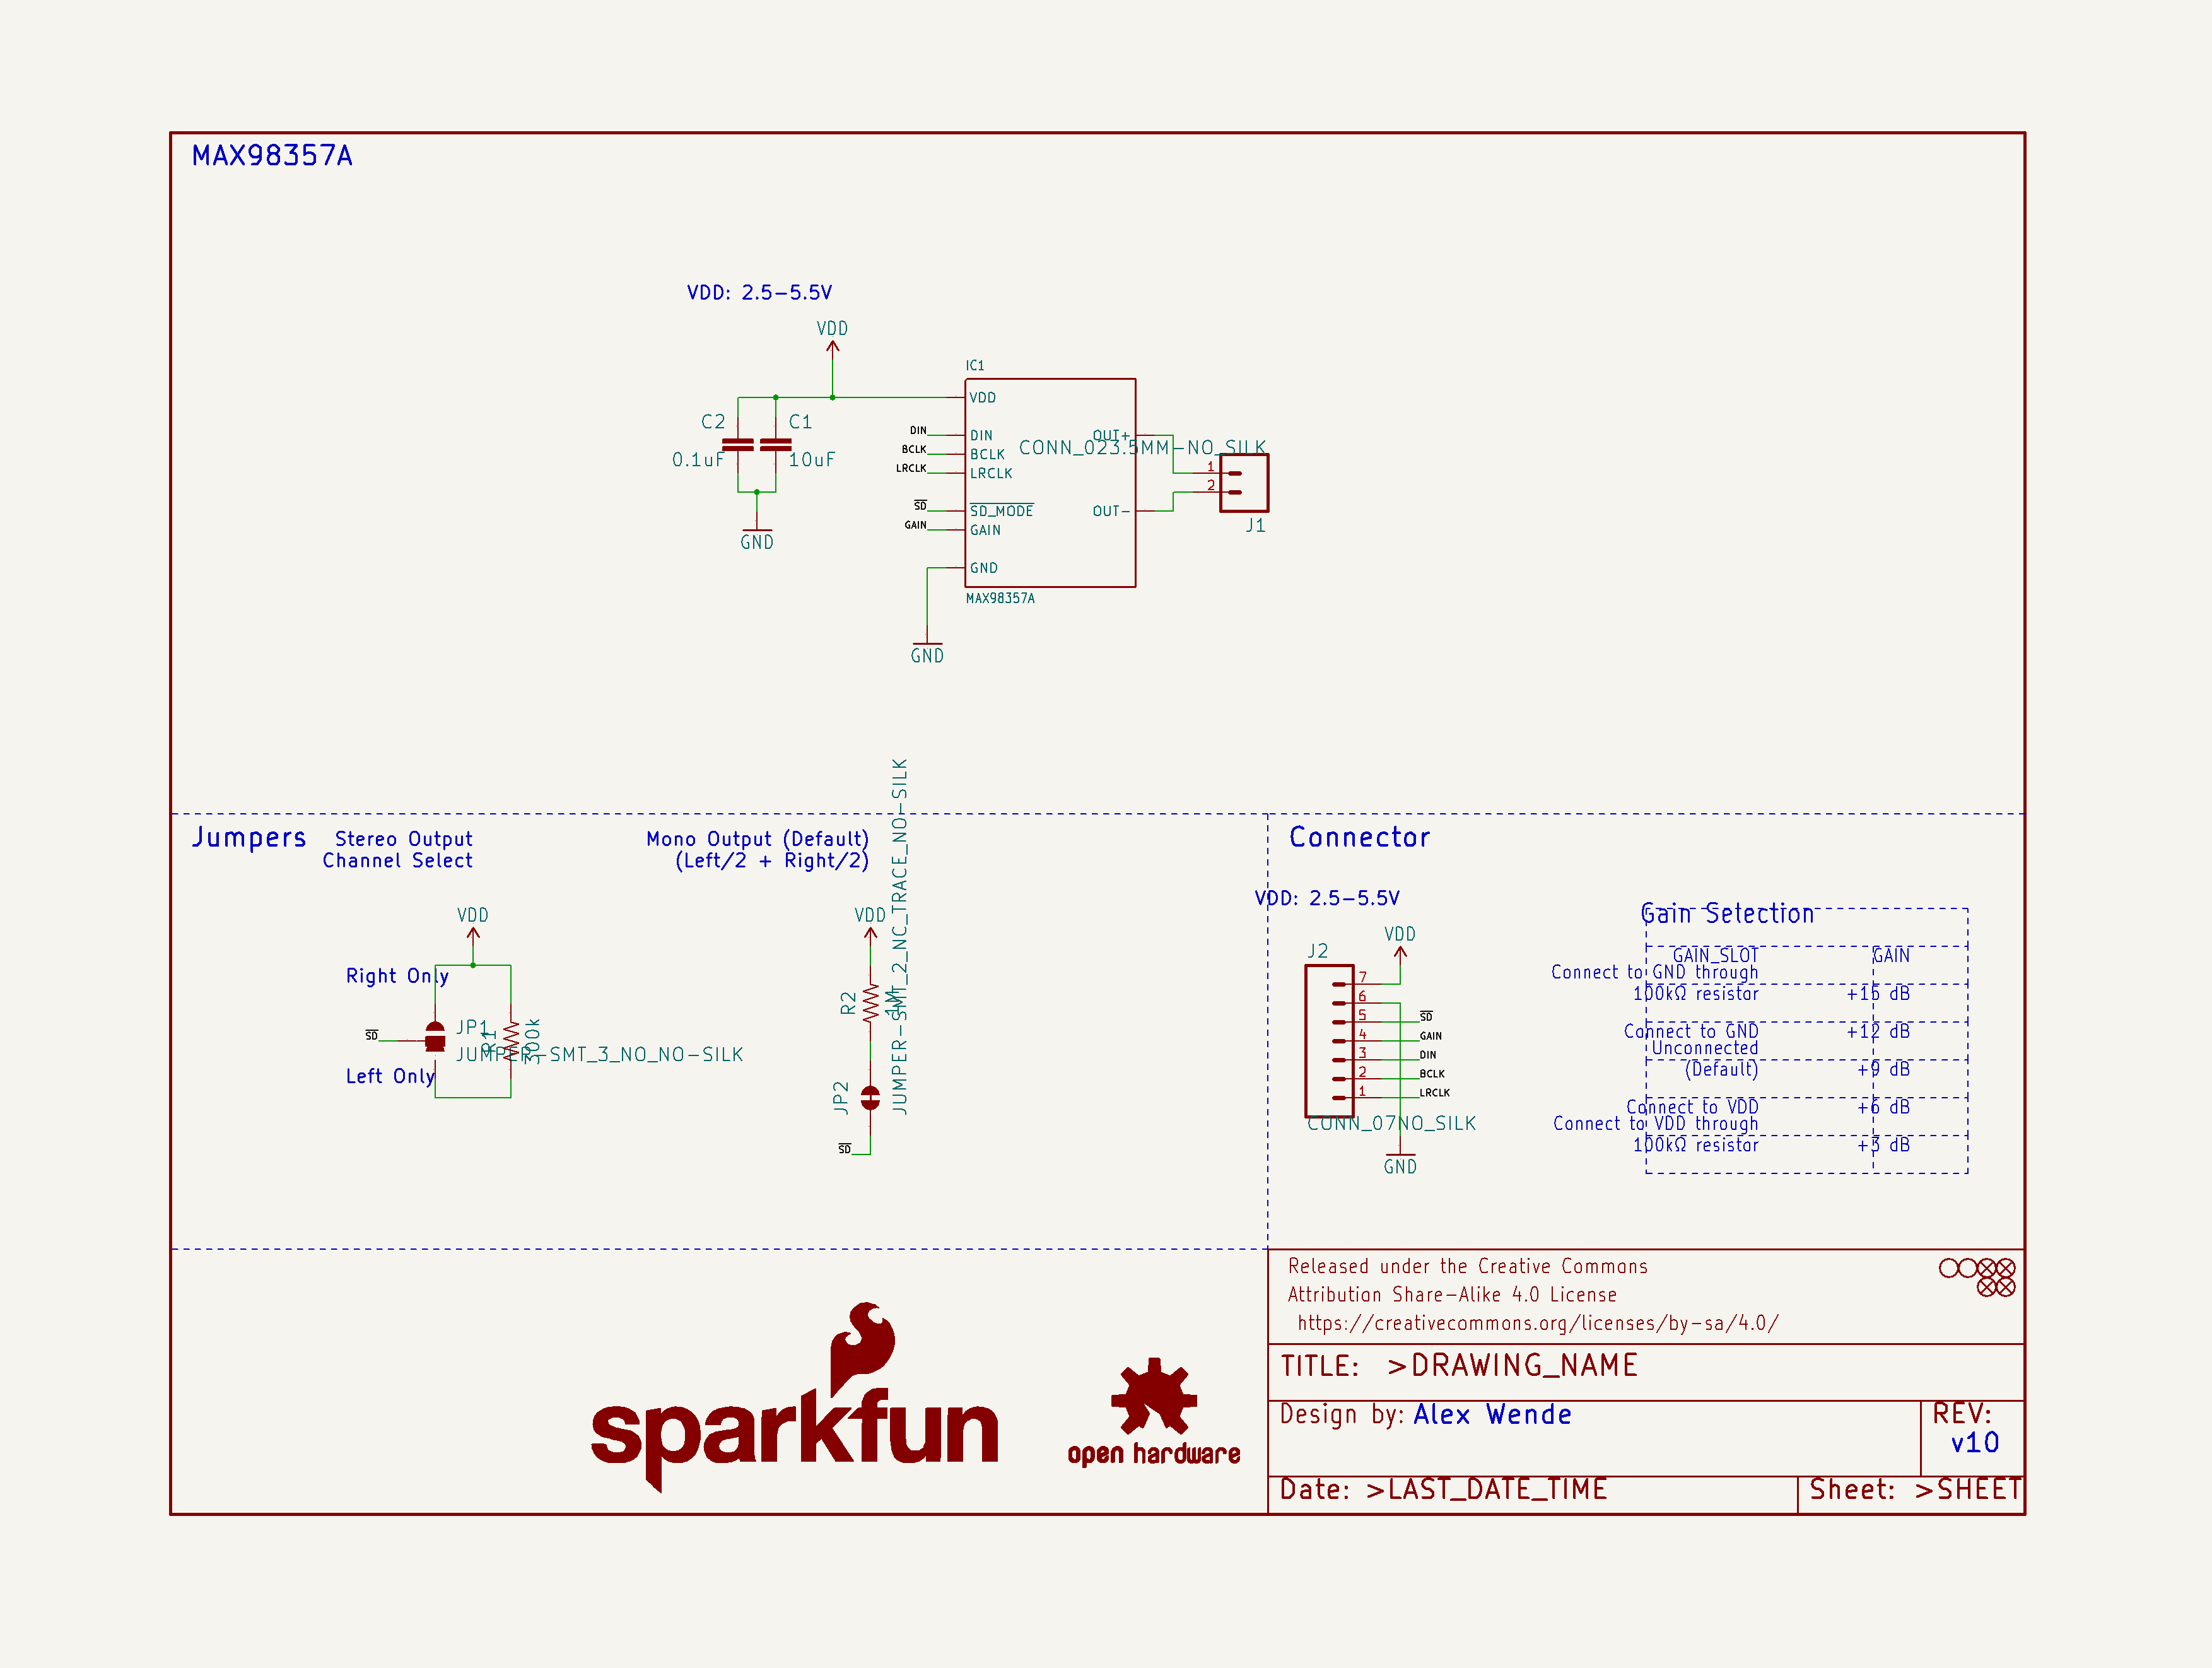 MAX98357A
VDD: 2.5-5.5V
VDD
IC1
VDD
C2
C1
0.1uF
10uF
GND
DIN
BCLK
LRCLK
SD
GAIN
DIN
BCLK
LRCLK
SD_MODE
GAIN
GND
OUT+
OUT-
MAX98357A
GND
CONN_023.5MM-NO_SILK
1
2
J1
Jumpers
Stereo Output
Channel Select
VDD
Right Only
SD
JP1
JUMPER-SMT_3_NO_NO-SILK
R1
300k
Left Only
Mono Output (Default)
(Left/2 + Right/2)
VDD
R2
1M
JP2
JUMPER-SMT_2_NC_TRACE_NO-SILK
SD
Connector
VDD: 2.5-5.5V
VDD
J2
7
6
5
4
3
2
1
SD
GAIN
DIN
BCLK
LRCLK
CONN_07NO_SILK
GND
Gain Selection
GAIN_SLOT GAIN
Connect to GND through
100kΩ resistor +15 dB
Connect to GND +12 dB
Unconnected
(Default) +9 dB
Connect to VDD +6 dB
Connect to VDD through
100kΩ resistor +3 dB
Released under the Creative Commons
Attribution Share-Alike 4.0 License
https://creativecommons.org/licenses/by-sa/4.0/
TITLE: >DRAWING_NAME
Design by: Alex Wende
REV:
v10
Date: >LAST_DATE_TIME
Sheet: >SHEET
sparkfun
open hardware